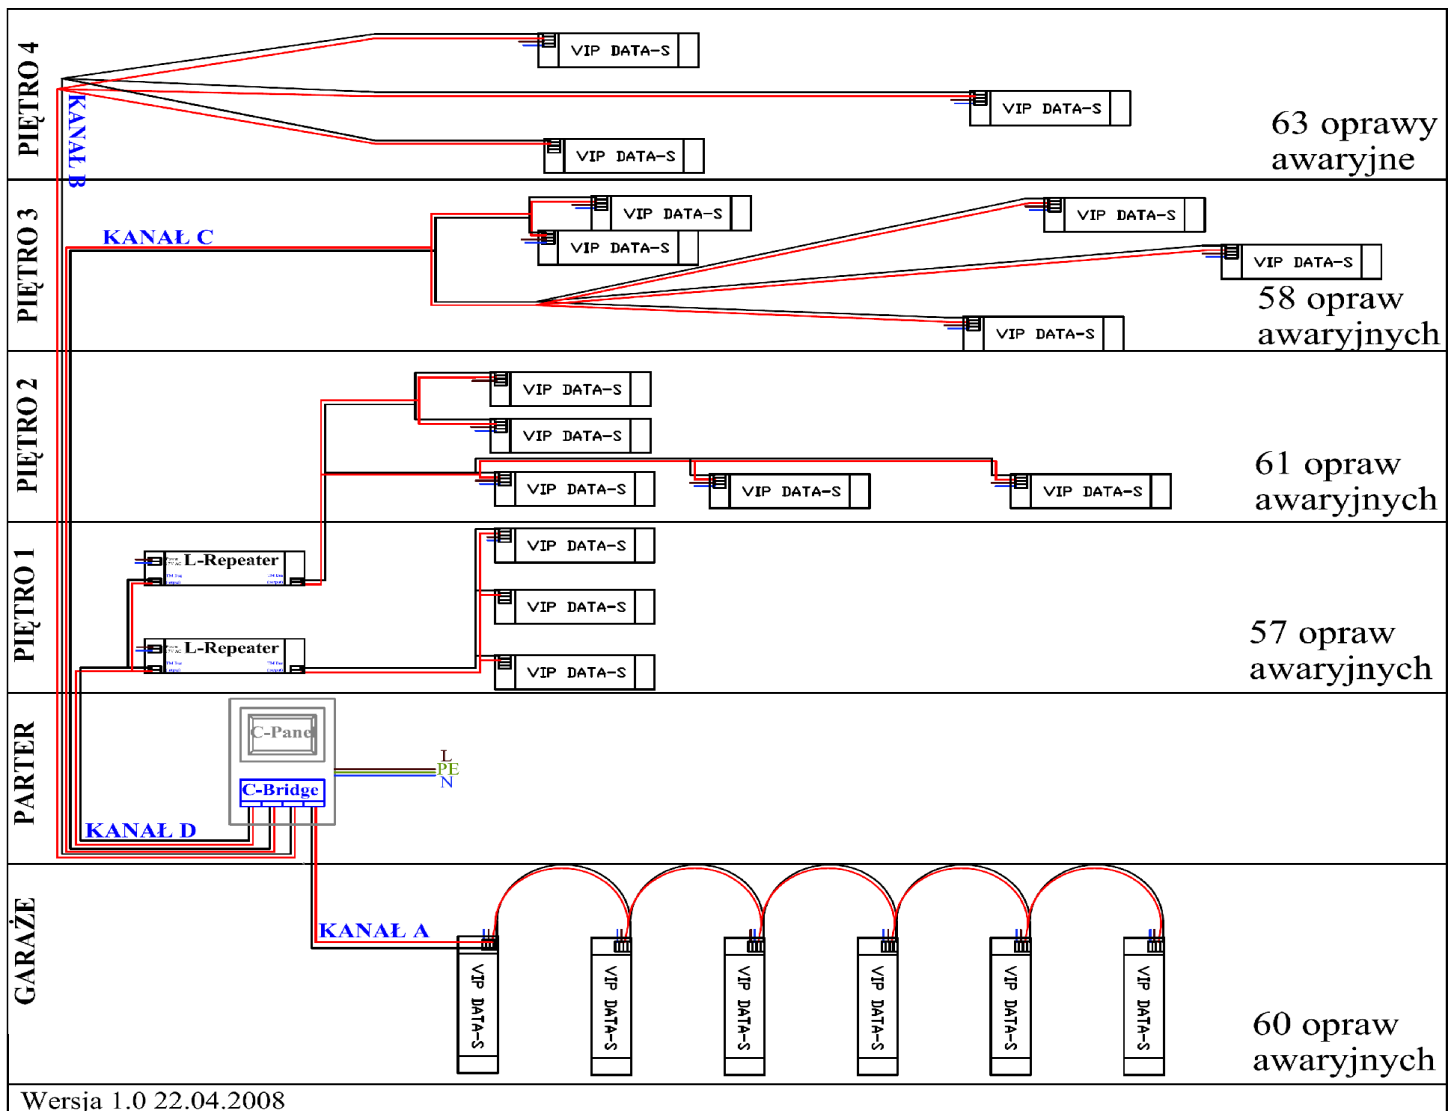 PIĘTRO 4
KANAŁ B
VIP DATA-S
VIP DATA-S
VIP DATA-S
63 oprawy
awaryjne
PIĘTRO 3
KANAŁ C
VIP DATA-S
VIP DATA-S
VIP DATA-S
VIP DATA-S
VIP DATA-S
58 opraw
awaryjnych
PIĘTRO 2
VIP DATA-S
VIP DATA-S
VIP DATA-S
VIP DATA-S
VIP DATA-S
61 opraw
awaryjnych
PIĘTRO 1
L-Repeater
L-Repeater
VIP DATA-S
VIP DATA-S
VIP DATA-S
57 opraw
awaryjnych
PARTER
C-Panel
C-Bridge
L
PE
N
KANAŁ D
GARAŻE
KANAŁ A
VIP DATA-S
VIP DATA-S
VIP DATA-S
VIP DATA-S
VIP DATA-S
VIP DATA-S
60 opraw
awaryjnych
Wersja 1.0 22.04.2008